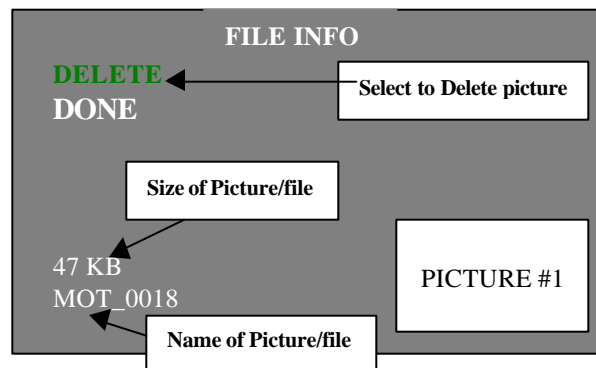 FILE INFO
DELETE
Select to Delete picture
DONE
Size of Picture/file
47 KB
PICTURE #1
MOT_0018
Name of Picture/file